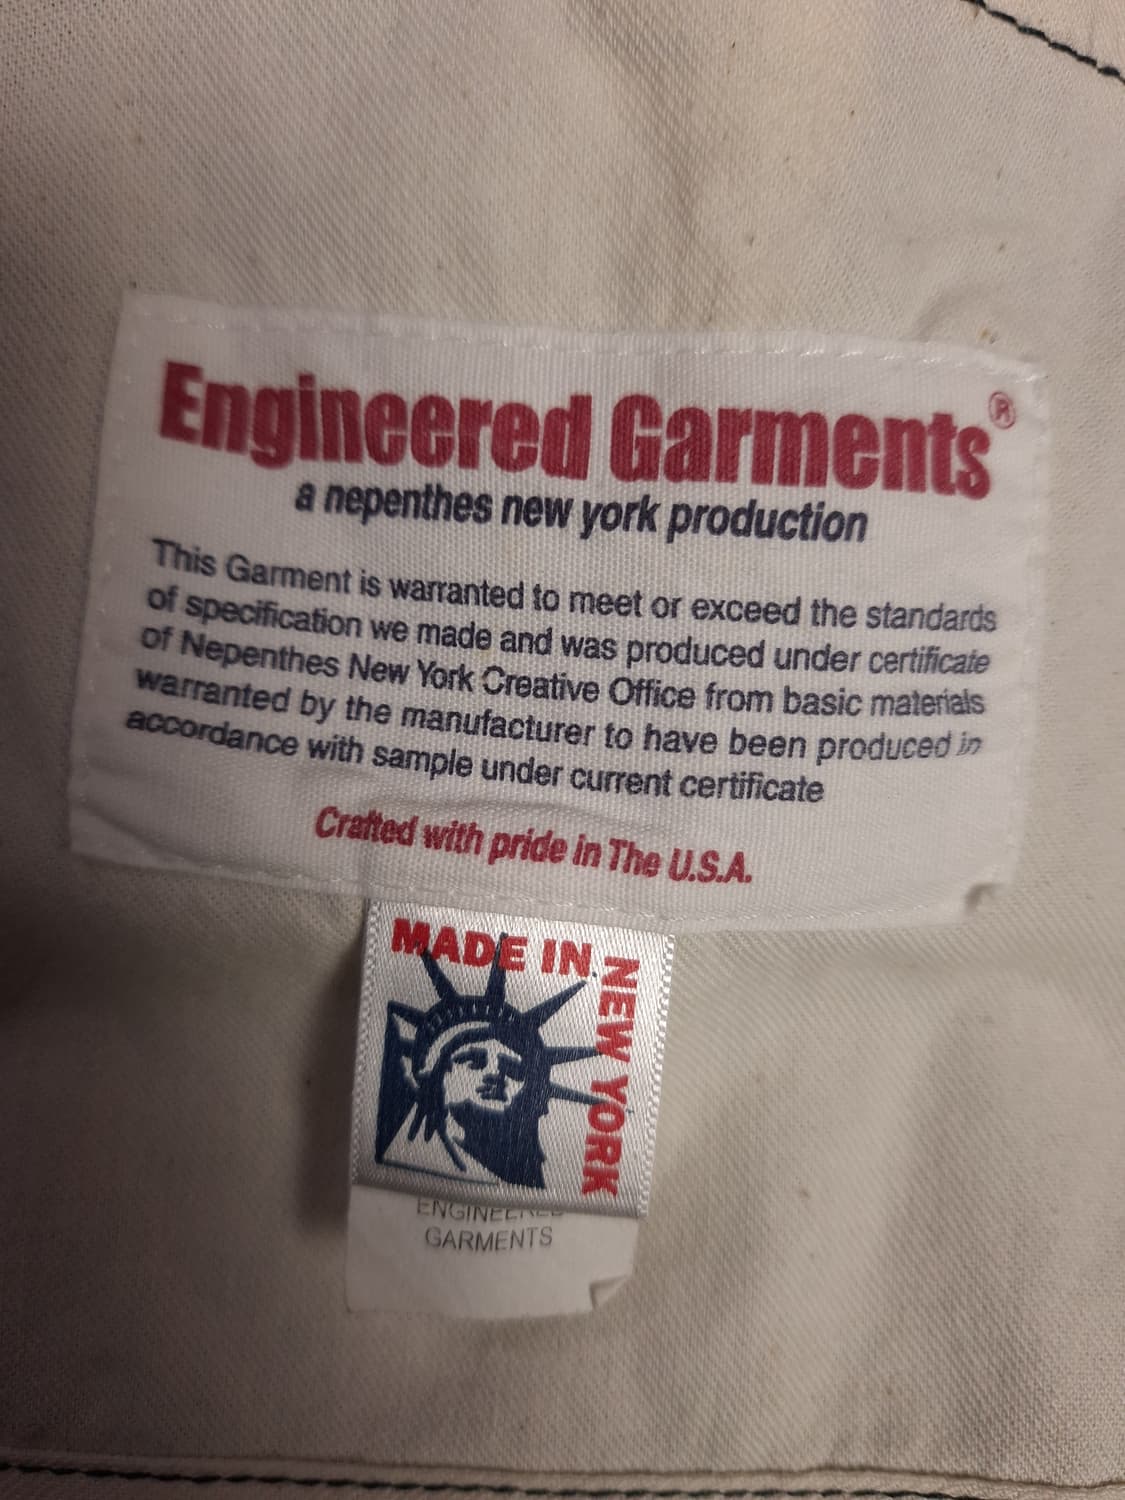 Engineered Garments®
a nepenthes new york production
This Garment is warranted to meet or exceed the standards
of specification we made and was produced under certificate
of Nepenthes New York Creative Office from basic materials
warranted by the manufacturer to have been produced in
accordance with sample under current certificate
Crafted with pride in The U.S.A.
MADE IN
NEW YORK
ENGINEERED
GARMENTS